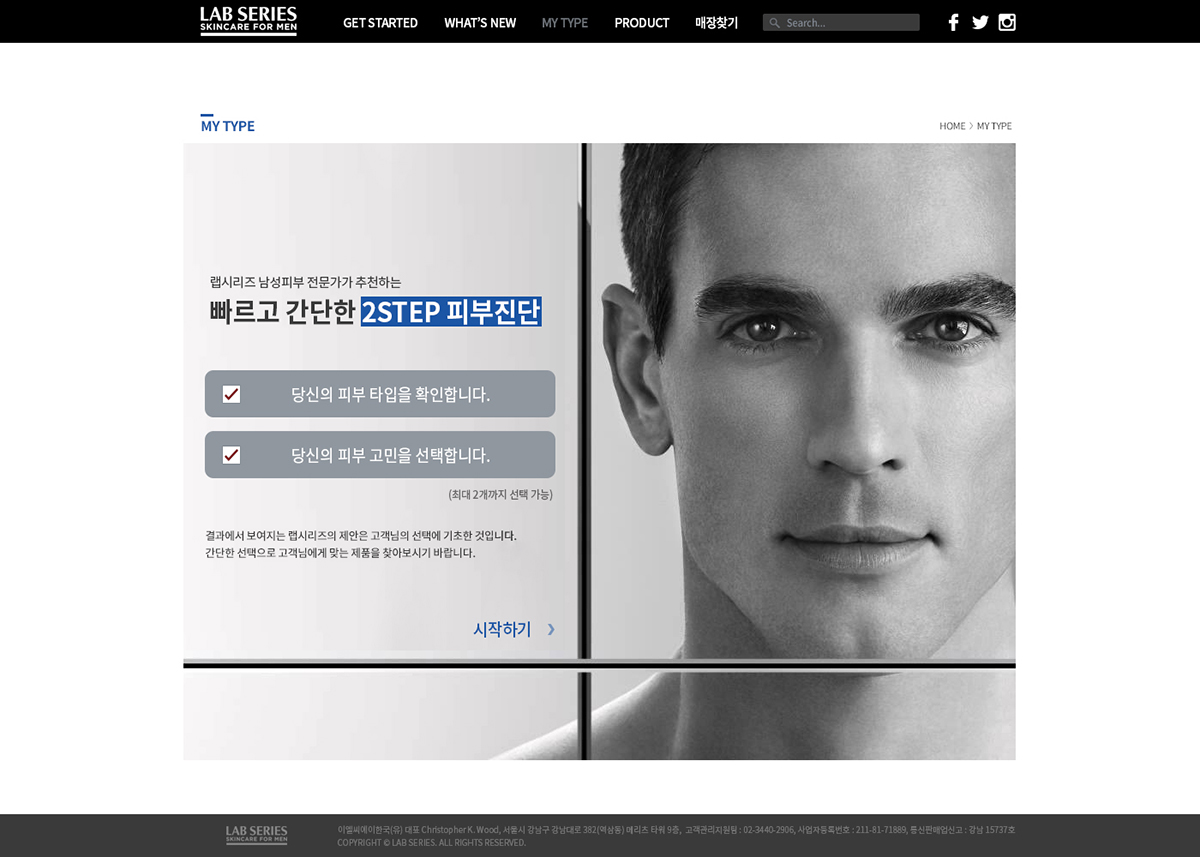 LAB SERIES
SKINCARE FOR MEN
GET STARTED
WHAT'S NEW
MY TYPE
PRODUCT
매장찾기
Search...
MY TYPE
HOME > MY TYPE
랩시리즈 남성피부 전문가가 추천하는
빠르고 간단한 2STEP 피부진단
당신의 피부 타입을 확인합니다.
당신의 피부 고민을 선택합니다.
(최대 2개까지 선택 가능)
결과에서 보여지는 랩시리즈의 제안은 고객님의 선택에 기초한 것입니다.
간단한 선택으로 고객님에게 맞는 제품을 찾아보시기 바랍니다.
시작하기 >
LAB SERIES
SKINCARE FOR MEN
이엘씨에이한국(유) 대표 Christopher K. Wood, 서울시 강남구 강남대로 382(역삼동) 메리츠 타워 9층, 고객관리지원팀 : 02-3440-2906, 사업자등록번호 : 211-81-71889, 통신판매업신고 : 강남 15737호
COPYRIGHT © LAB SERIES. ALL RIGHTS RESERVED.